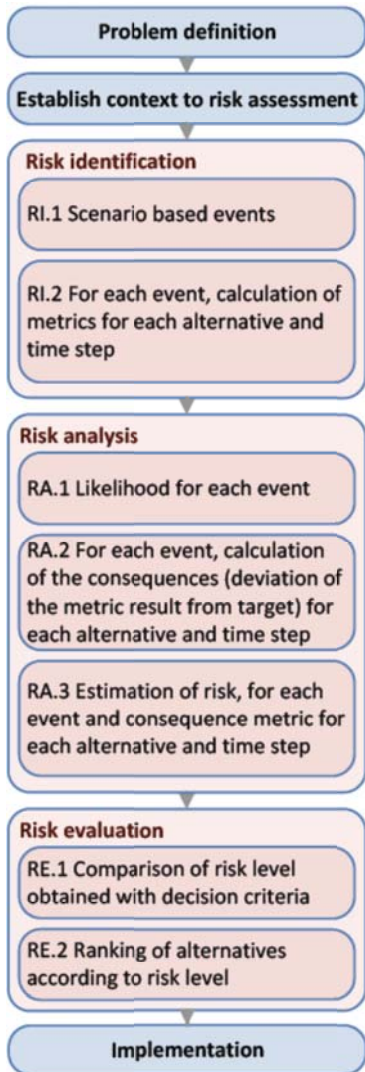 Problem definition
Establish context to risk assessment
Risk identification
RI.1 Scenario based events
RI.2 For each event, calculation of
metrics for each alternative and
time step
Risk analysis
RA.1 Likelihood for each event
RA.2 For each event, calculation
of the consequences (deviation of
the metric result from target) for
each alternative and time step
RA.3 Estimation of risk, for each
event and consequence metric for
each alternative and time step
Risk evaluation
RE.1 Comparison of risk level
obtained with decision criteria
RE.2 Ranking of alternatives
according to risk level
Implementation